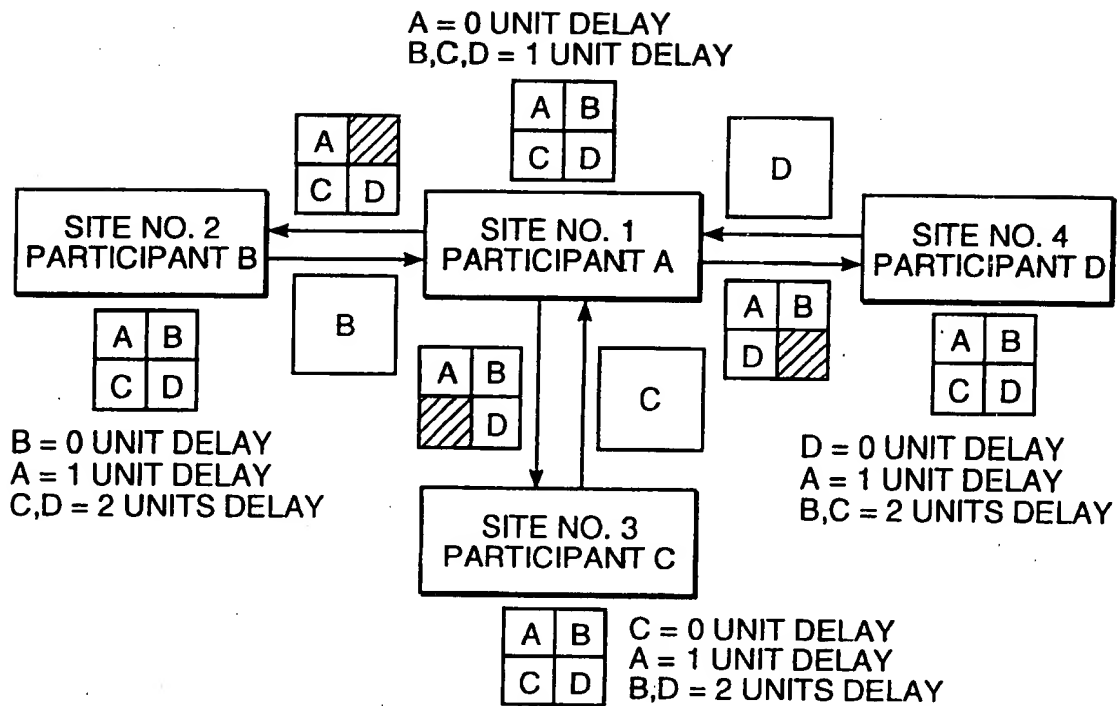 A = 0 UNIT DELAY
B,C,D = 1 UNIT DELAY
A B
C D
A
C D
D
SITE NO. 2
PARTICIPANT B
SITE NO. 1
PARTICIPANT A
SITE NO. 4
PARTICIPANT D
A B
C D
B
A B
D
C
A B
D
A B
C D
B = 0 UNIT DELAY
A = 1 UNIT DELAY
C,D = 2 UNITS DELAY
D = 0 UNIT DELAY
A = 1 UNIT DELAY
B,C = 2 UNITS DELAY
SITE NO. 3
PARTICIPANT C
A B
C D
C = 0 UNIT DELAY
A = 1 UNIT DELAY
B,D = 2 UNITS DELAY